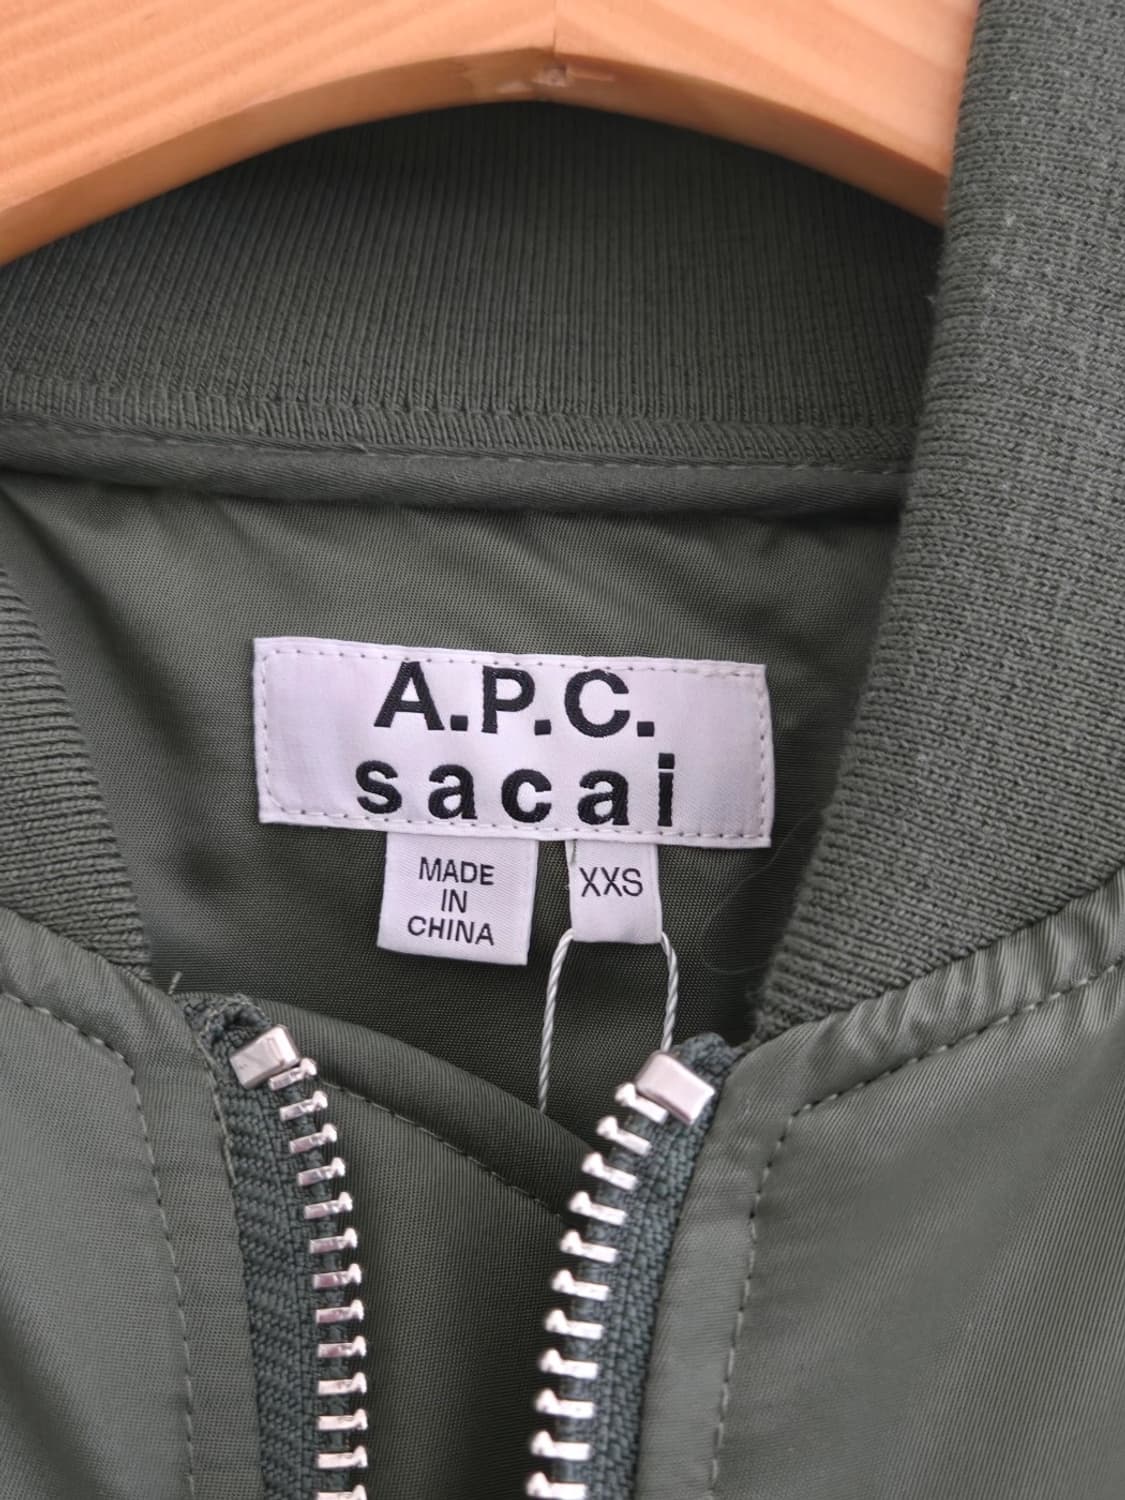 A.P.C.
sacai
MADE
IN
CHINA
XXS